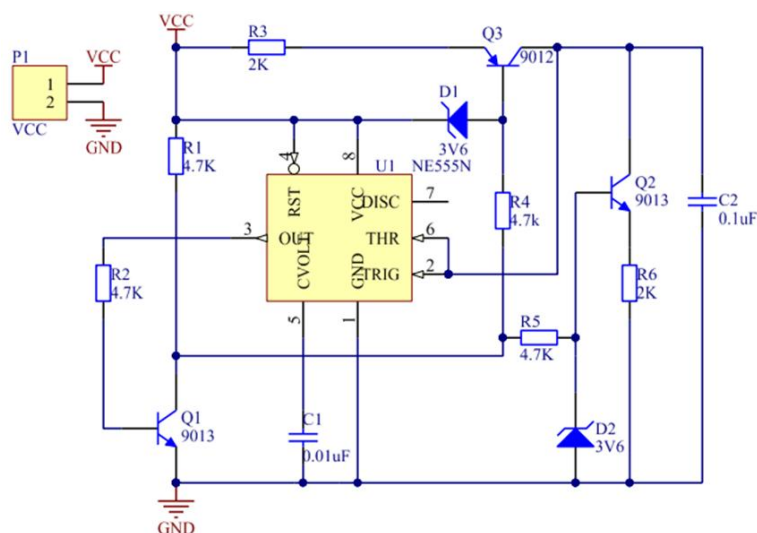 VCC
P1
VCC
1
2
VCC
GND
R3
2K
Q3
9012
D1
3V6
R1
4.7K
4
8
U1
NE555N
RST
VCC
DISC
7
3
OUT
THR
6
CVOLT
GND
TRIG
2
5
1
R2
4.7K
R4
4.7k
Q2
9013
C2
0.1uF
R6
2K
R5
4.7K
Q1
9013
C1
0.01uF
D2
3V6
GND